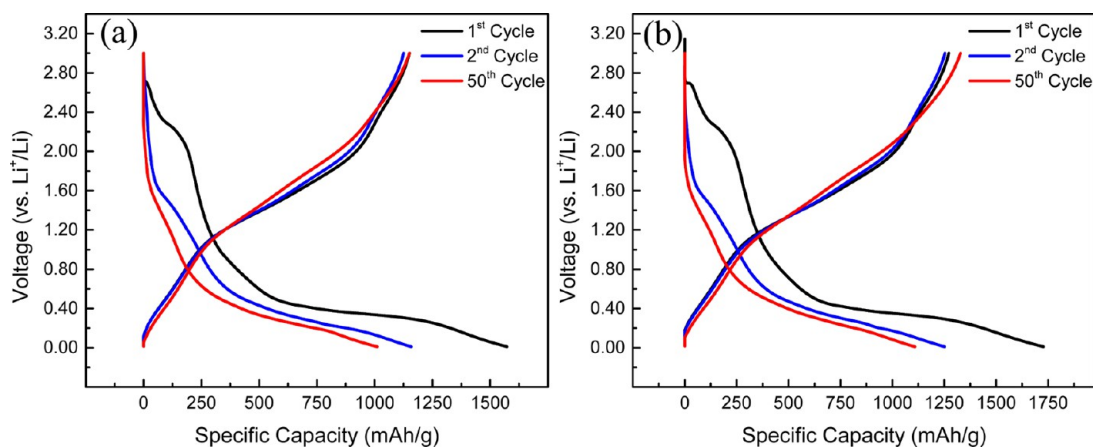 (a)
1st Cycle
2nd Cycle
50th Cycle
3.20
2.80
2.40
2.00
1.60
1.20
0.80
0.40
0.00
Voltage (vs. Li+/Li)
0 250 500 750 1000 1250 1500
Specific Capacity (mAh/g)
(b)
1st Cycle
2nd Cycle
50th Cycle
3.20
2.80
2.40
2.00
1.60
1.20
0.80
0.40
0.00
Voltage (vs. Li+/Li)
0 250 500 750 1000 1250 1500 1750
Specific Capacity (mAh/g)